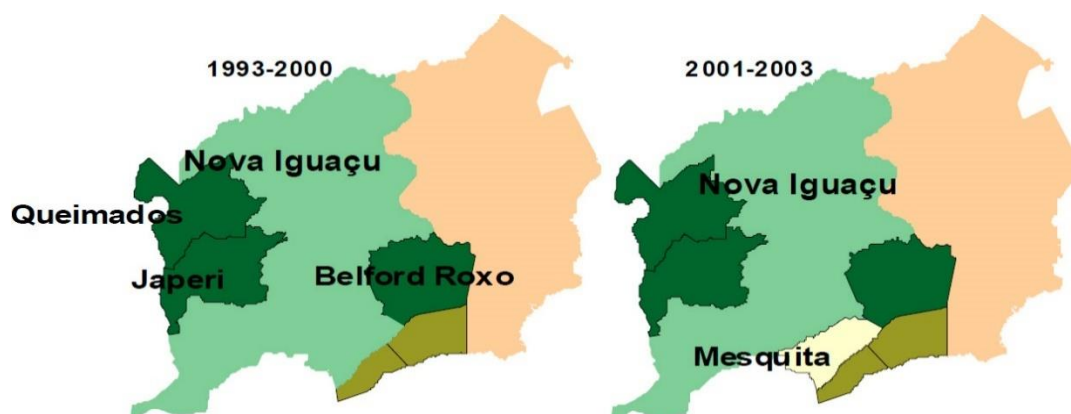 1993-2000
Nova Iguaçu
Queimados
Japeri
Belford Roxo
2001-2003
Nova Iguaçu
Mesquita